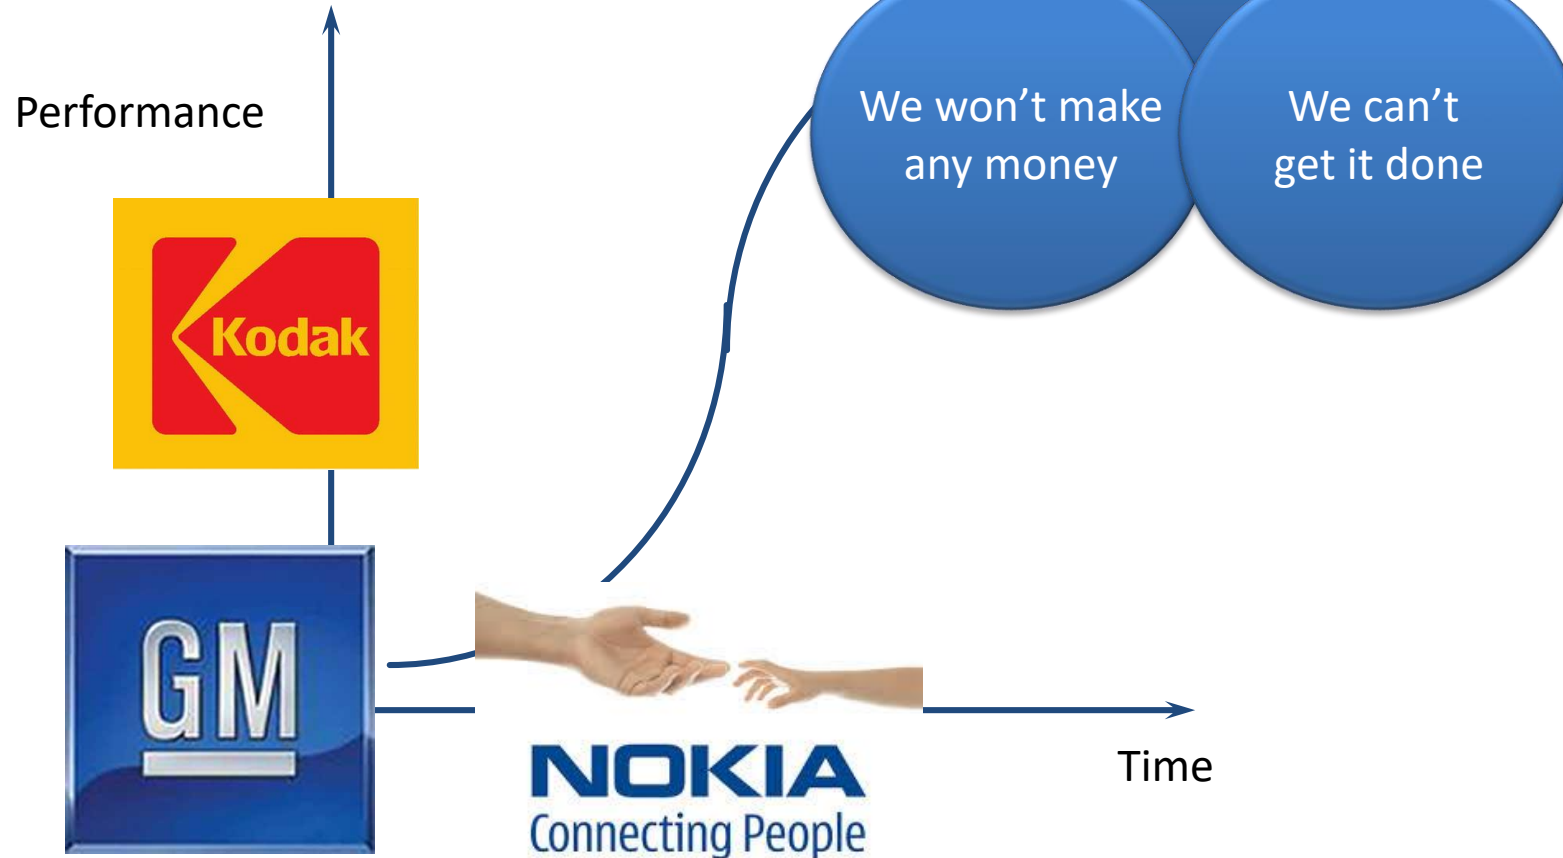 Performance
We won’t make
any money
We can’t
get it done
Kodak
GM
NOKIA
Connecting People
Time